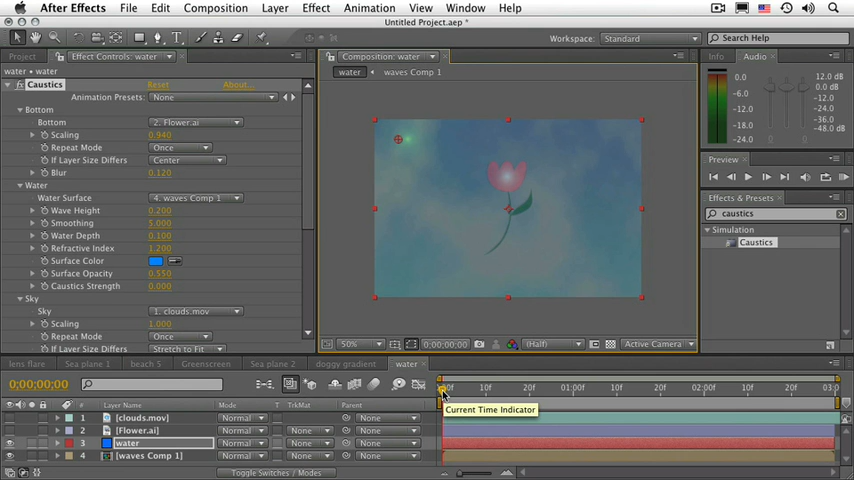 After Effects File Edit Composition Layer Effect Animation View Window Help
Untitled Project.aep *
Workspace: Standard Search Help
Project Effect Controls: water Composition: water Info Audio
water • water
water waves Comp 1
fx Caustics Reset About...
Animation Presets: None
Bottom
Bottom 2. Flower.ai
Scaling 0.940
Repeat Mode Once
If Layer Size Differs Center
Blur 0.120
Water
Water Surface 4. waves Comp 1
Wave Height 0.200
Smoothing 5.000
Water Depth 0.100
Refractive Index 1.200
Surface Color
Surface Opacity 0.550
Caustics Strength 0.000
Sky
Sky 1. clouds.mov
Scaling 1.000
Repeat Mode Once
If Layer Size Differs Stretch to Fit
0.0
-6.0
-12.0
-18.0
-24.0
12.0 dB
0.0 dB
-12.0
-24.0
-36.0
-48.0 dB
Preview
Effects & Presets
caustics
Simulation
Caustics
50% 0;00;00;00 (Half) Active Camera
lens flare Sea plane 1 beach 5 Greenscreen Sea plane 2 doggy gradient water
0;00;00;00
10f 20f 01:00f 10f 20f 02:00f 10f 20f
Current Time Indicator
# Layer Name Mode T TrkMat Parent
1 [clouds.mov] Normal None
2 [Flower.ai] Normal None None
3 water Normal None None
4 [waves Comp 1] Normal None None
Toggle Switches / Modes